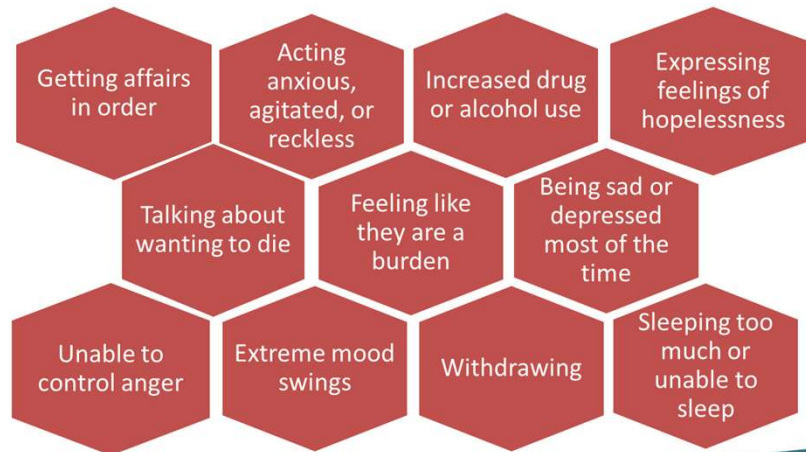 Getting affairs
in order
Acting
anxious,
agitated, or
reckless
Increased drug
or alcohol use
Expressing
feelings of
hopelessness
Talking about
wanting to die
Feeling like
they are a
burden
Being sad or
depressed
most of the
time
Unable to
control anger
Extreme mood
swings
Withdrawing
Sleeping too
much or
unable to
sleep